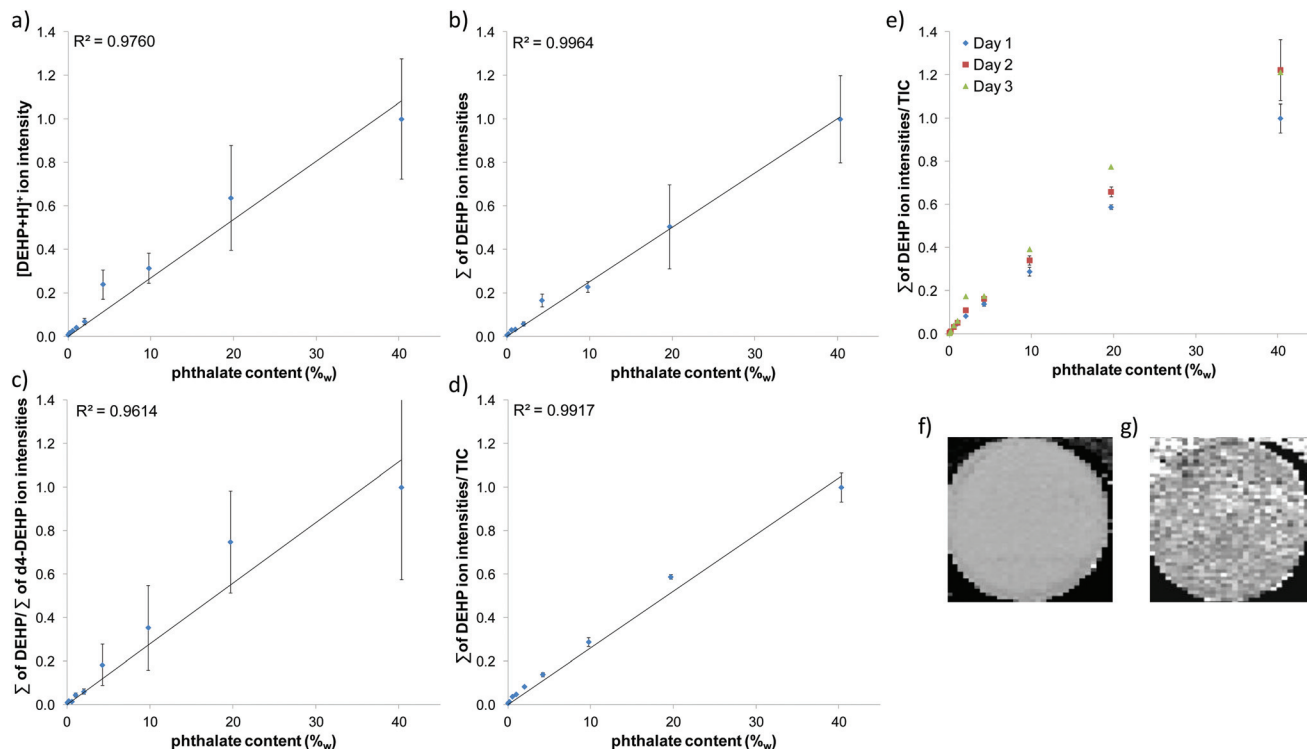 a)
R² = 0.9760
[DEHP+H]⁺ ion intensity
1.4
1.2
1.0
0.8
0.6
0.4
0.2
0.0
0 10 20 30 40
phthalate content (%w)
b)
R² = 0.9964
∑ of DEHP ion intensities
1.4
1.2
1.0
0.8
0.6
0.4
0.2
0.0
0 10 20 30 40
phthalate content (%w)
e)
Day 1
Day 2
Day 3
∑ of DEHP ion intensities/ TIC
1.4
1.2
1.0
0.8
0.6
0.4
0.2
0.0
0 10 20 30 40
phthalate content (%w)
c)
R² = 0.9614
∑ of DEHP/ ∑ of d4-DEHP ion intensities
1.4
1.2
1.0
0.8
0.6
0.4
0.2
0.0
0 10 20 30 40
phthalate content (%w)
d)
R² = 0.9917
∑ of DEHP ion intensities/ TIC
1.4
1.2
1.0
0.8
0.6
0.4
0.2
0.0
0 10 20 30 40
phthalate content (%w)
f)
g)